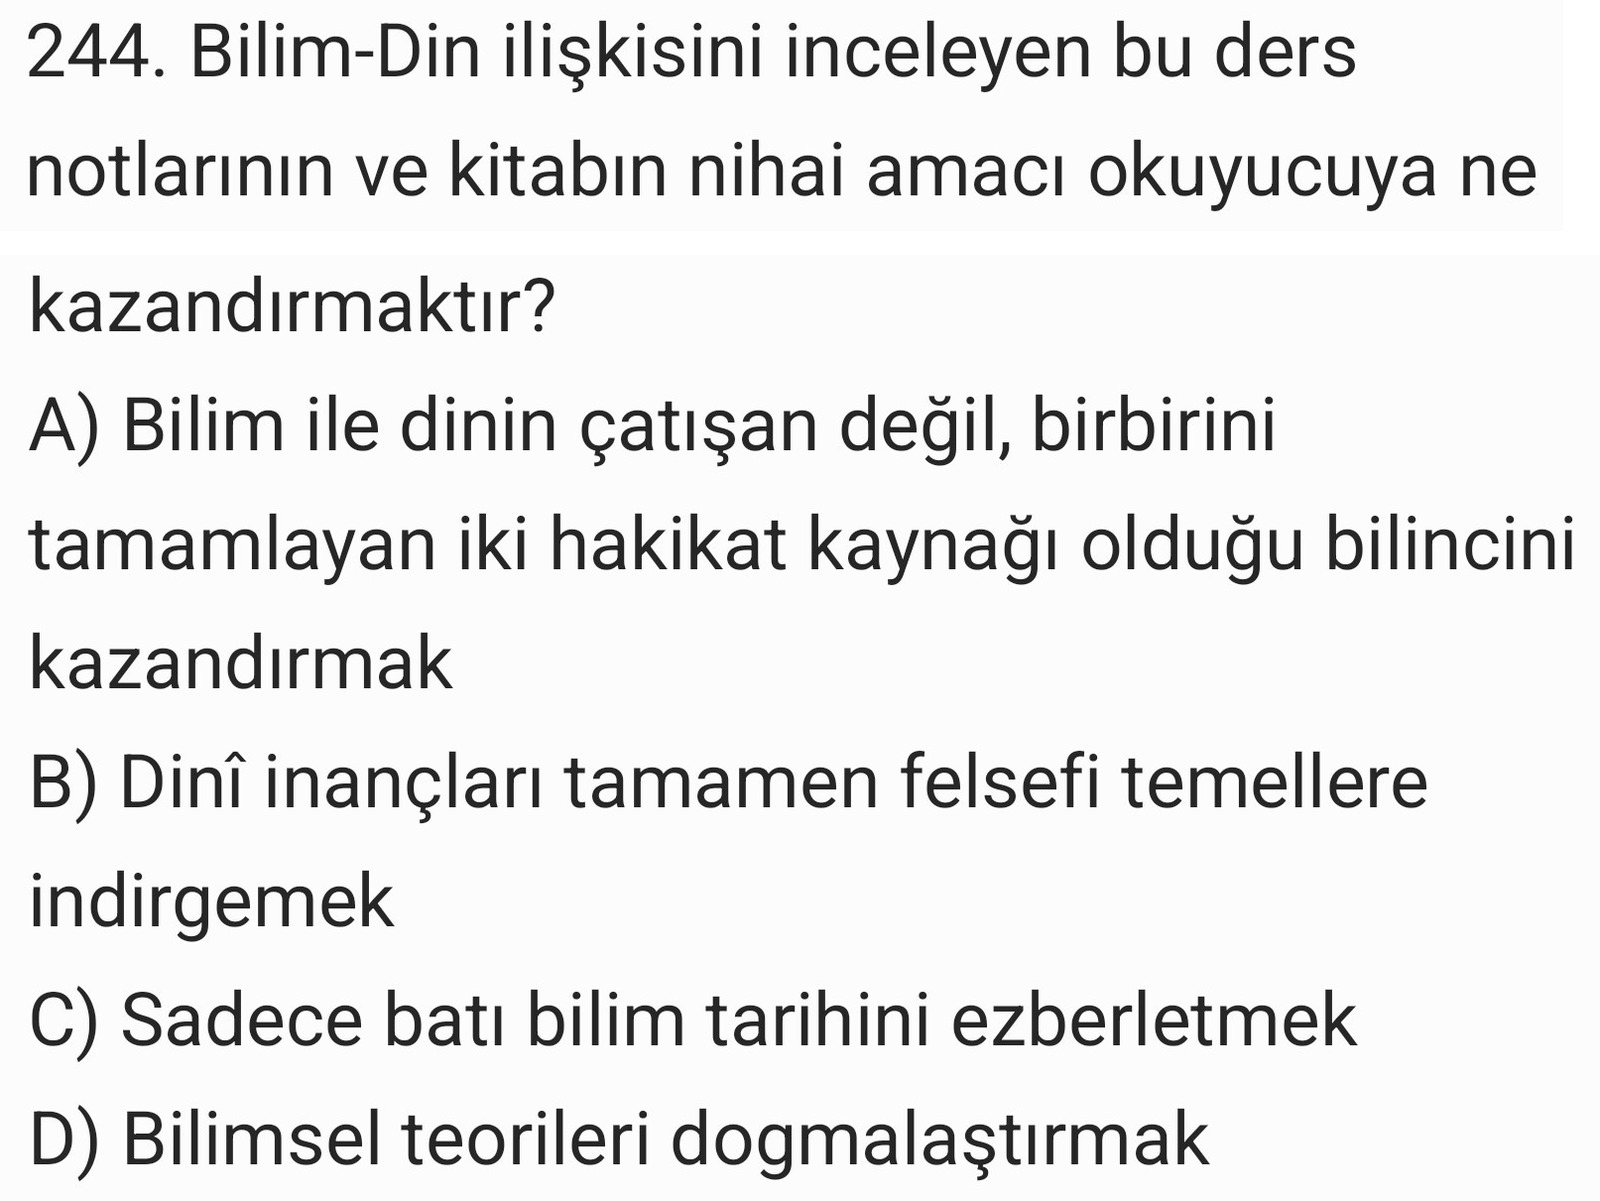 244. Bilim-Din ilişkisini inceleyen bu ders
notlarının ve kitabın nihai amacı okuyucuya ne
kazandırmaktır?
A) Bilim ile dinin çatışan değil, birbirini
tamamlayan iki hakikat kaynağı olduğu bilincini
kazandırmak
B) Dinî inançları tamamen felsefi temellere
indirgemek
C) Sadece batı bilim tarihini ezberletmek
D) Bilimsel teorileri dogmalaştırmak